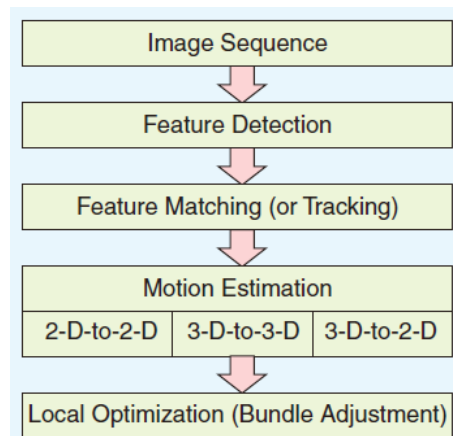 Image Sequence
Feature Detection
Feature Matching (or Tracking)
Motion Estimation
2-D-to-2-D 3-D-to-3-D 3-D-to-2-D
Local Optimization (Bundle Adjustment)